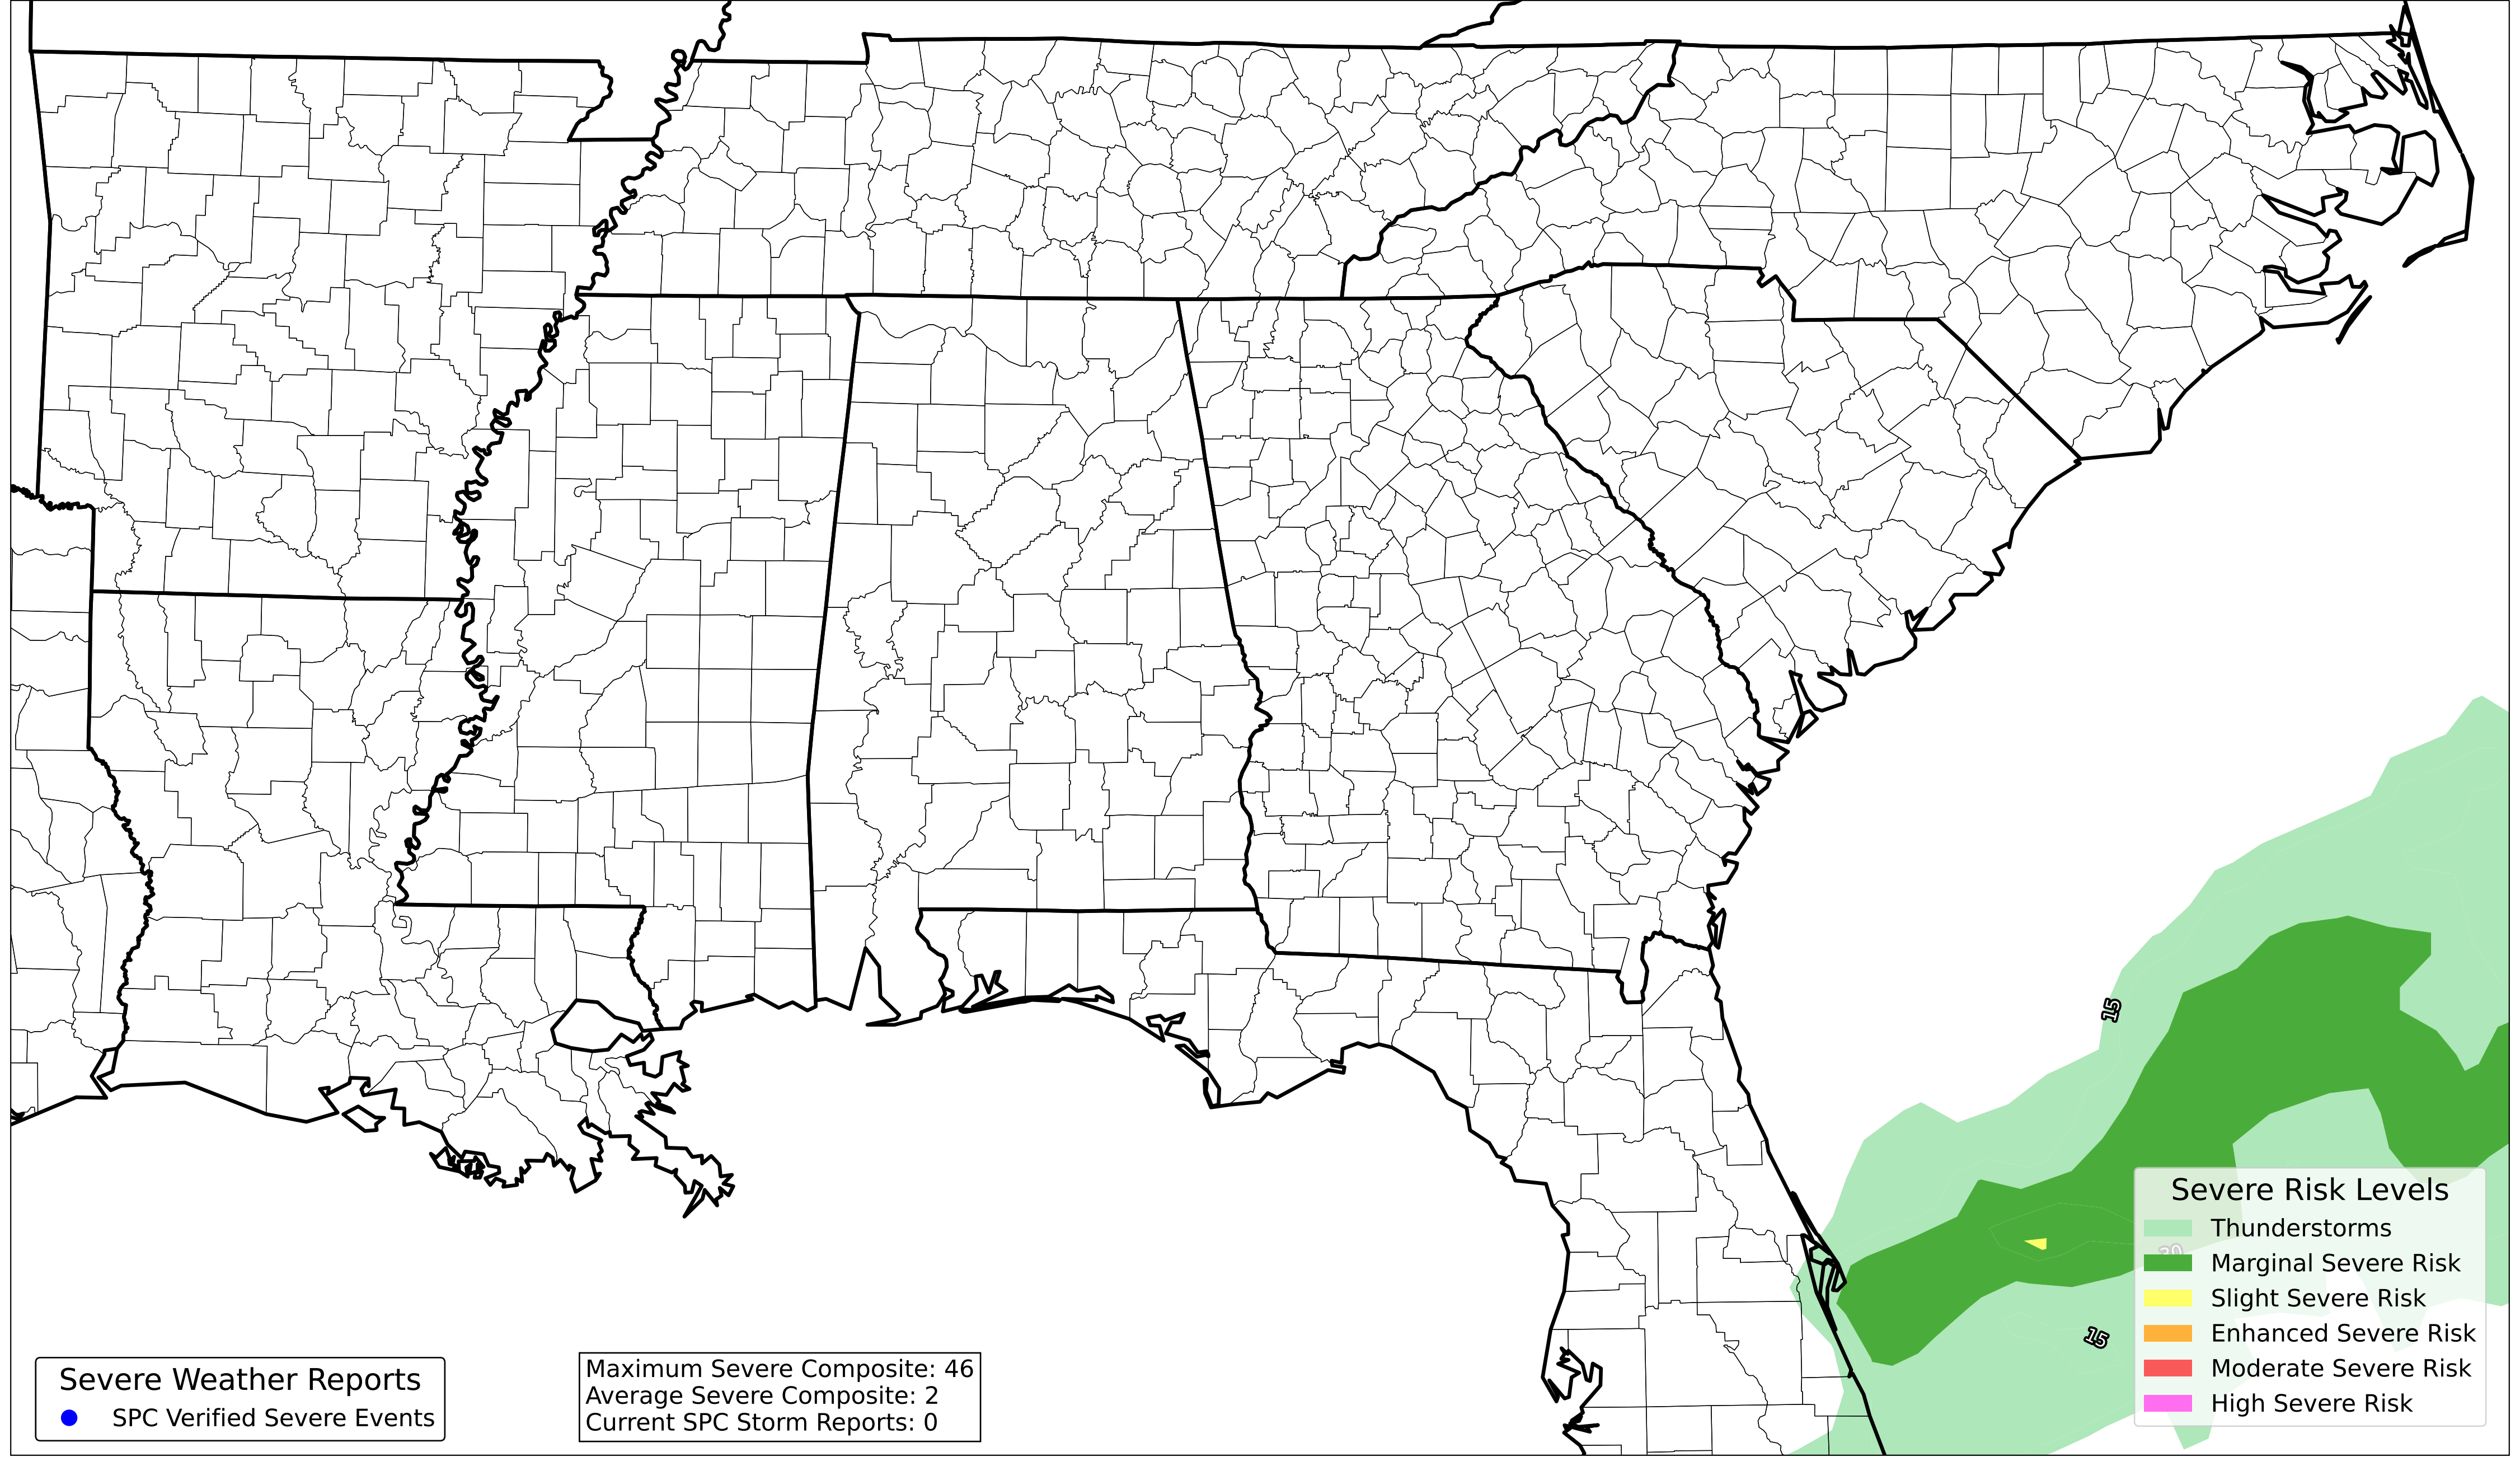 15
30
15
Severe Risk Levels
Thunderstorms
Marginal Severe Risk
Slight Severe Risk
Enhanced Severe Risk
Moderate Severe Risk
High Severe Risk
Severe Weather Reports
SPC Verified Severe Events
Maximum Severe Composite: 46
Average Severe Composite: 2
Current SPC Storm Reports: 0